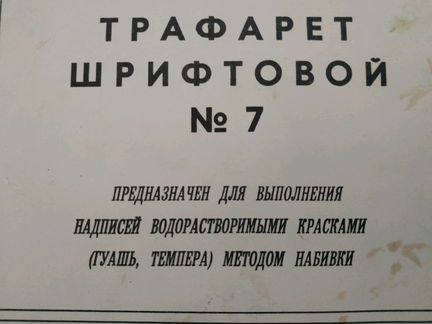 ТРАФАРЕТ
ШРИФТОВОЙ
№ 7
ПРЕДНАЗНАЧЕН ДЛЯ ВЫПОЛНЕНИЯ
НАДПИСЕЙ ВОДОРАСТВОРИМЫМИ КРАСКАМИ
(ГУАШЬ, ТЕМПЕРА) МЕТОДОМ НАБИВКИ